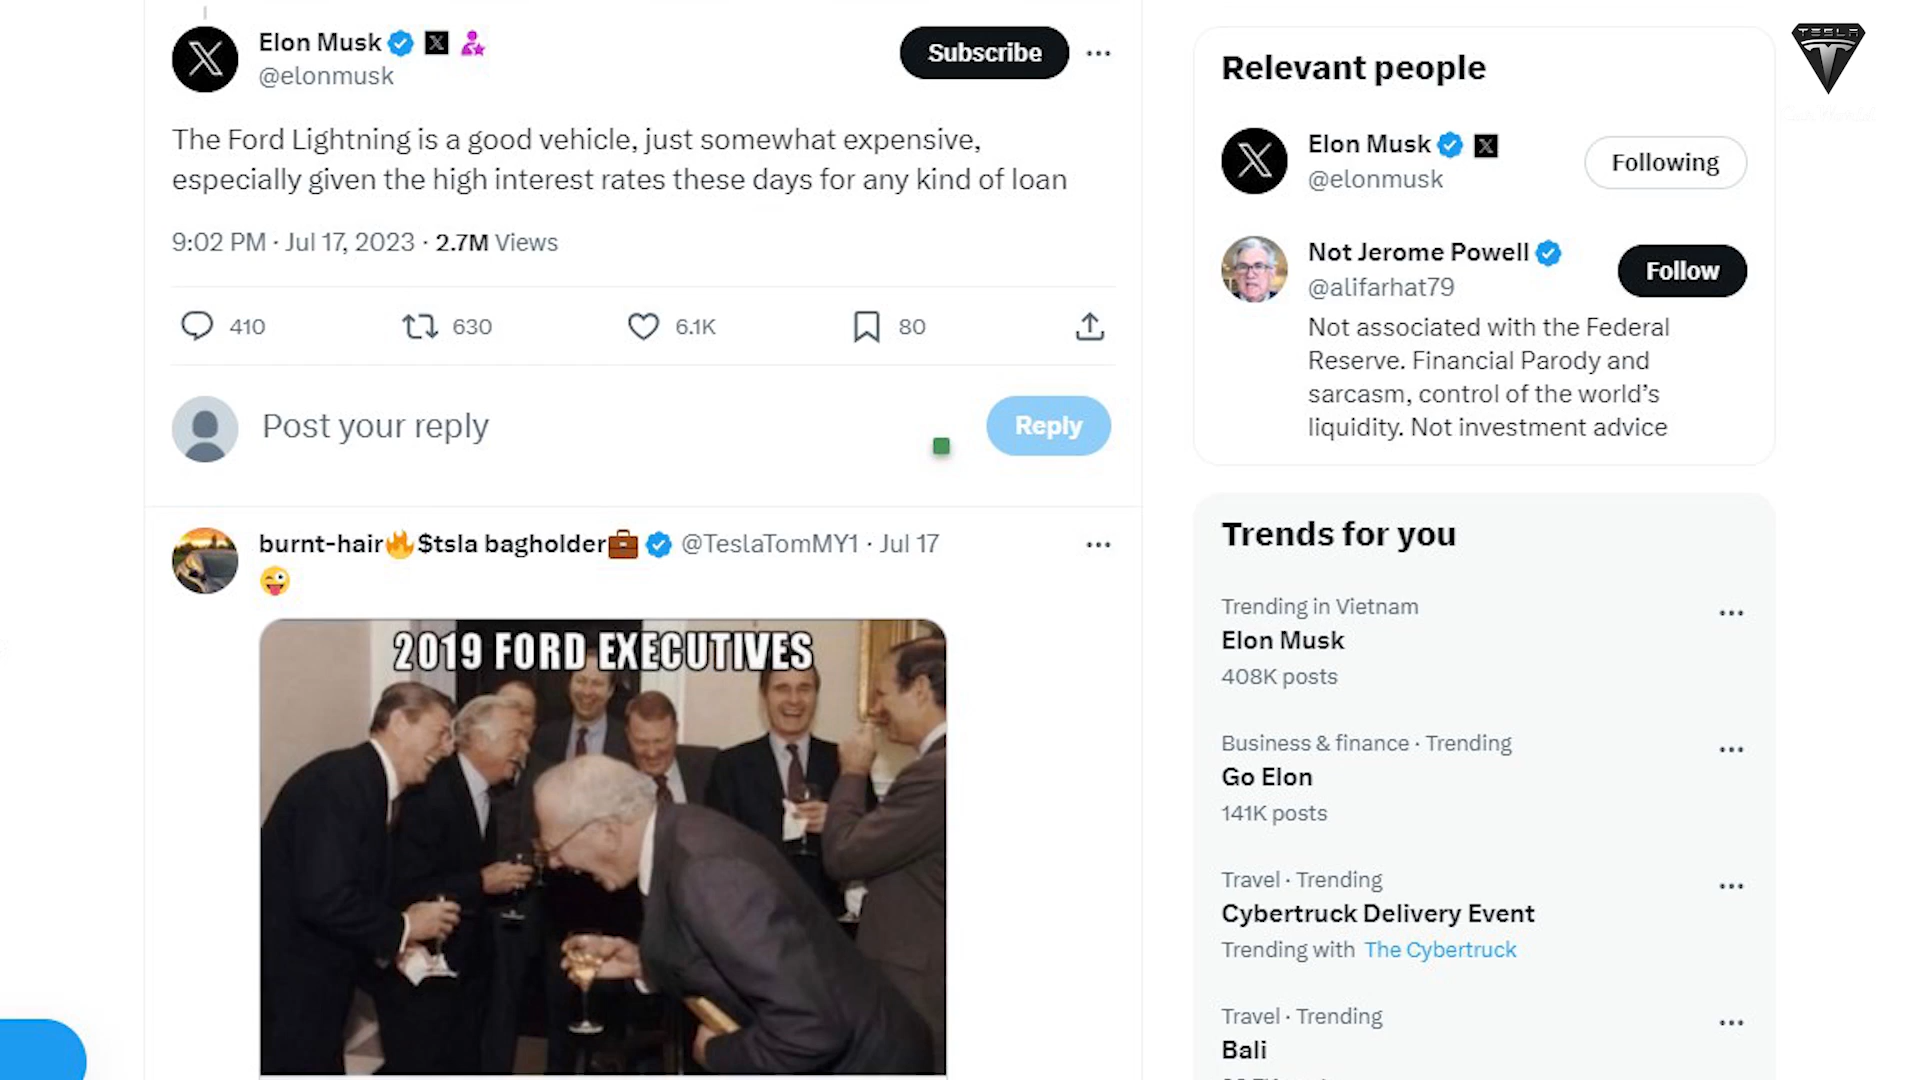 Elon Musk
@elonmusk
Subscribe
The Ford Lightning is a good vehicle, just somewhat expensive,
especially given the high interest rates these days for any kind of loan
9:02 PM · Jul 17, 2023 · 2.7M Views
410
630
6.1K
80
Post your reply
Reply
burnt-hair🔥$tsla bagholder💼 @TeslaTomMY1 · Jul 17
😜
2019 FORD EXECUTIVES
Relevant people
Elon Musk
@elonmusk
Following
Not Jerome Powell
@alifarhat79
Follow
Not associated with the Federal
Reserve. Financial Parody and
sarcasm, control of the world’s
liquidity. Not investment advice
Trends for you
Trending in Vietnam
Elon Musk
408K posts
Business & finance · Trending
Go Elon
141K posts
Travel · Trending
Cybertruck Delivery Event
Trending with The Cybertruck
Travel · Trending
Bali
TESLA